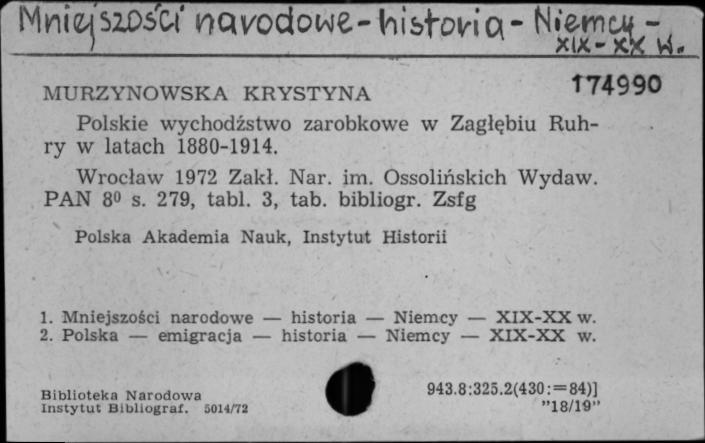 Mniejszości narodowe - historia - Niemcy -
XIX - XX w.
174990
MURZYNOWSKA KRYSTYNA
Polskie wychodźstwo zarobkowe w Zagłębiu Ruh-
ry w latach 1880-1914.
Wrocław 1972 Zakł. Nar. im. Ossolińskich Wydaw.
PAN 8⁰ s. 279, tabl. 3, tab. bibliogr. Zsfg
Polska Akademia Nauk, Instytut Historii
1. Mniejszości narodowe — historia — Niemcy — XIX-XX w.
2. Polska — emigracja — historia — Niemcy — XIX-XX w.
Biblioteka Narodowa
Instytut Bibliograf. 5014/72
943.8:325.2(430:=84)]
"18/19"